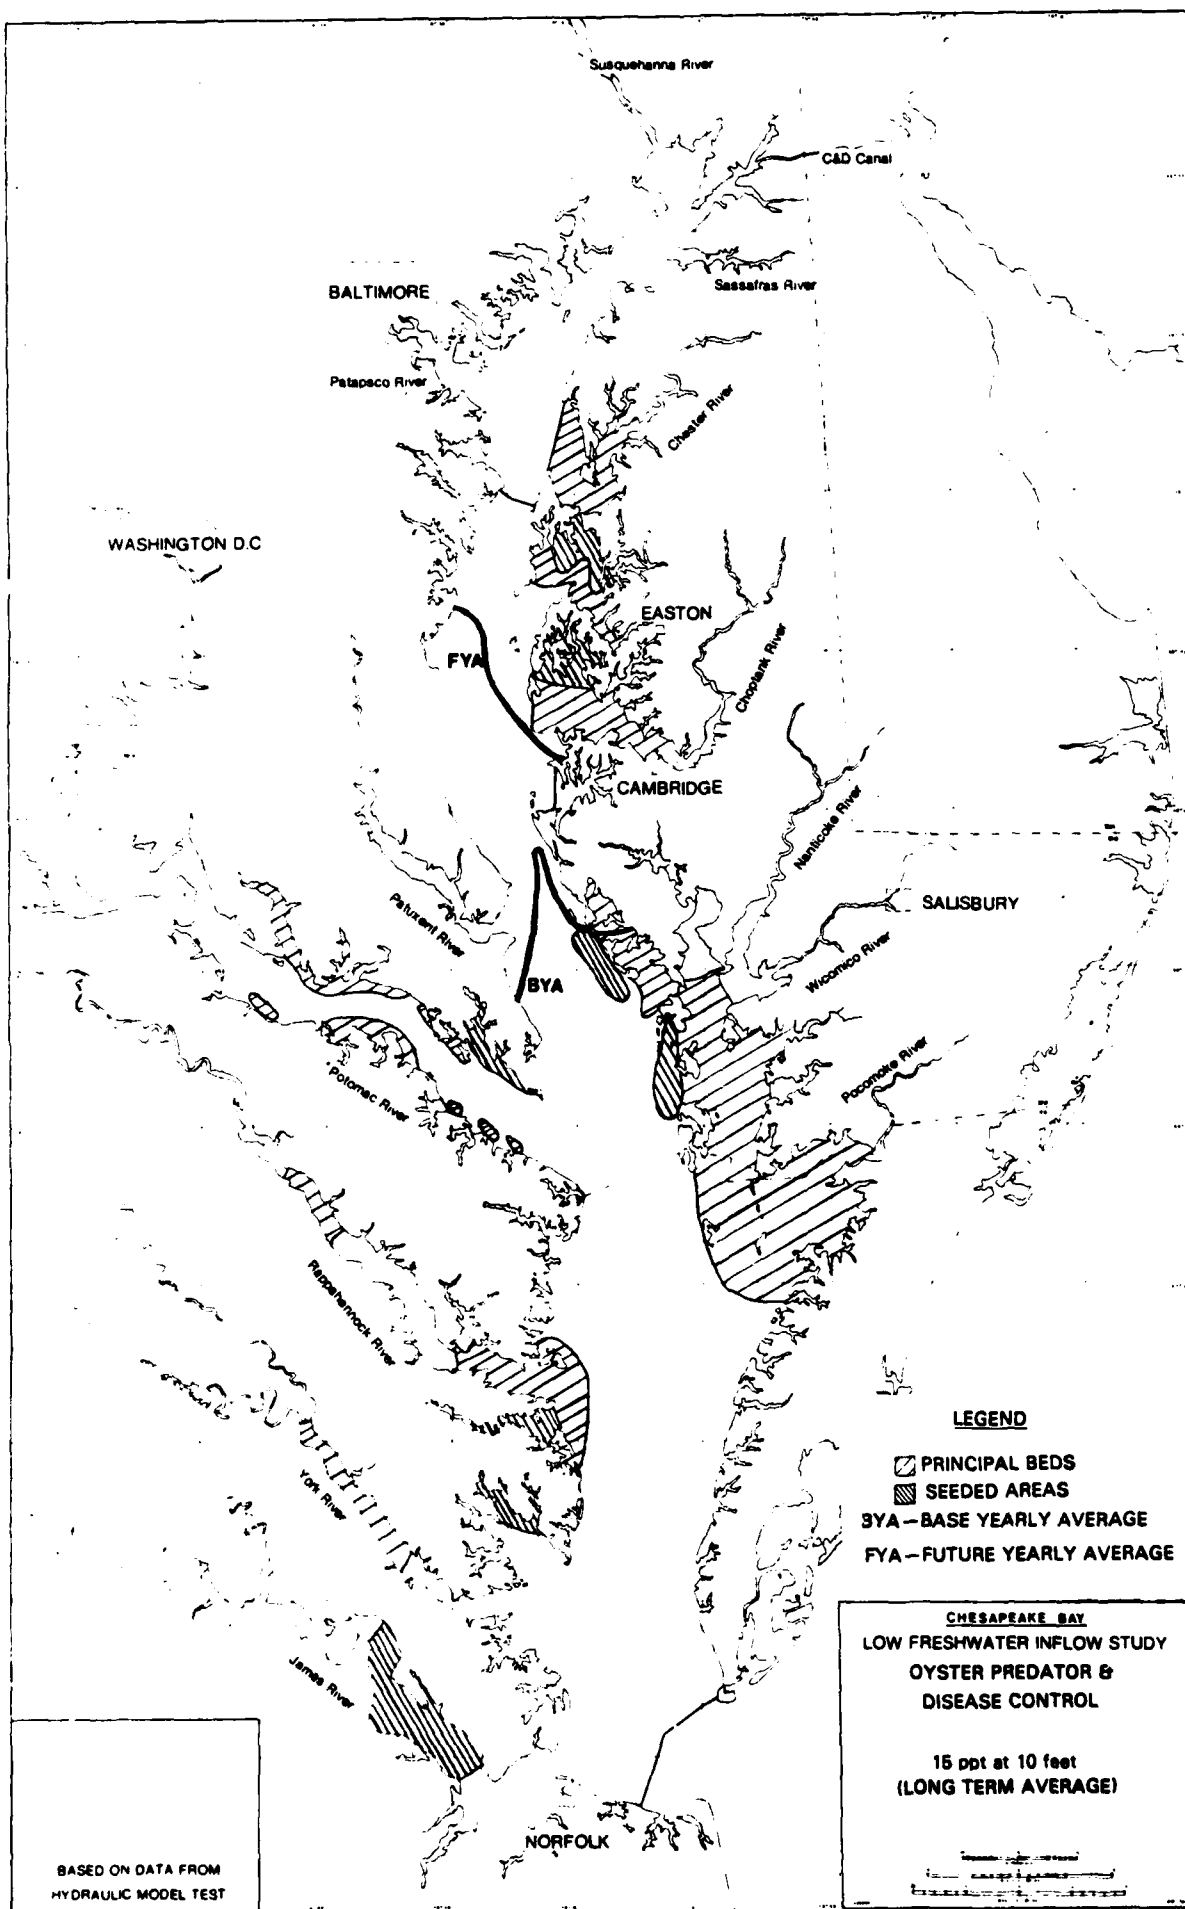 Susquehanna River
C&D Canal
Sassafras River
BALTIMORE
Patapsco River
Chester River
WASHINGTON D.C
EASTON
FYA
Choptank River
CAMBRIDGE
Nanticoke River
SALISBURY
Patuxent River
Wicomico River
BYA
Pocomoke River
Potomac River
Rappahannock River
York River
James River
NORFOLK
LEGEND
PRINCIPAL BEDS
SEEDED AREAS
BYA-BASE YEARLY AVERAGE
FYA-FUTURE YEARLY AVERAGE
CHESAPEAKE BAY
LOW FRESHWATER INFLOW STUDY
OYSTER PREDATOR &
DISEASE CONTROL
15 ppt at 10 feet
(LONG TERM AVERAGE)
BASED ON DATA FROM
HYDRAULIC MODEL TEST